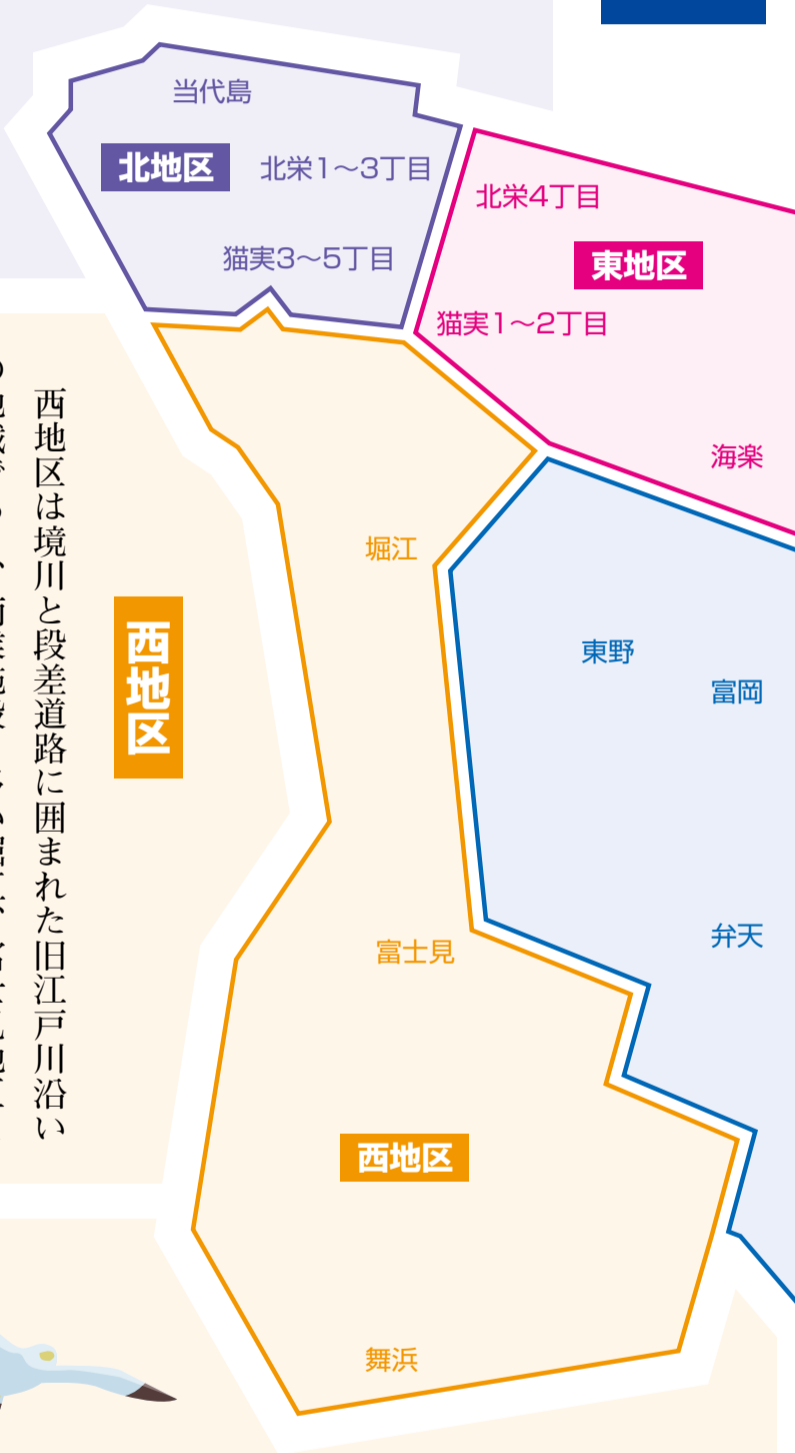 当代島
北地区
北栄1〜3丁目
猫実3〜5丁目
北栄4丁目
東地区
猫実1〜2丁目
海楽
堀江
東野
富岡
弁天
富士見
西地区
舞浜
西地区
西地区は境川と段差道路に囲まれた旧江戸川沿い